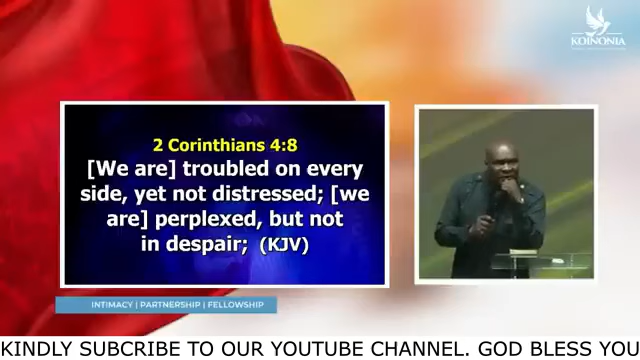 KOINONIA
2 Corinthians 4:8
[We are] troubled on every
side, yet not distressed; [we
are] perplexed, but not
in despair; (KJV)
INTIMACY | PARTNERSHIP | FELLOWSHIP
KINDLY SUBCRIBE TO OUR YOUTUBE CHANNEL. GOD BLESS YOU